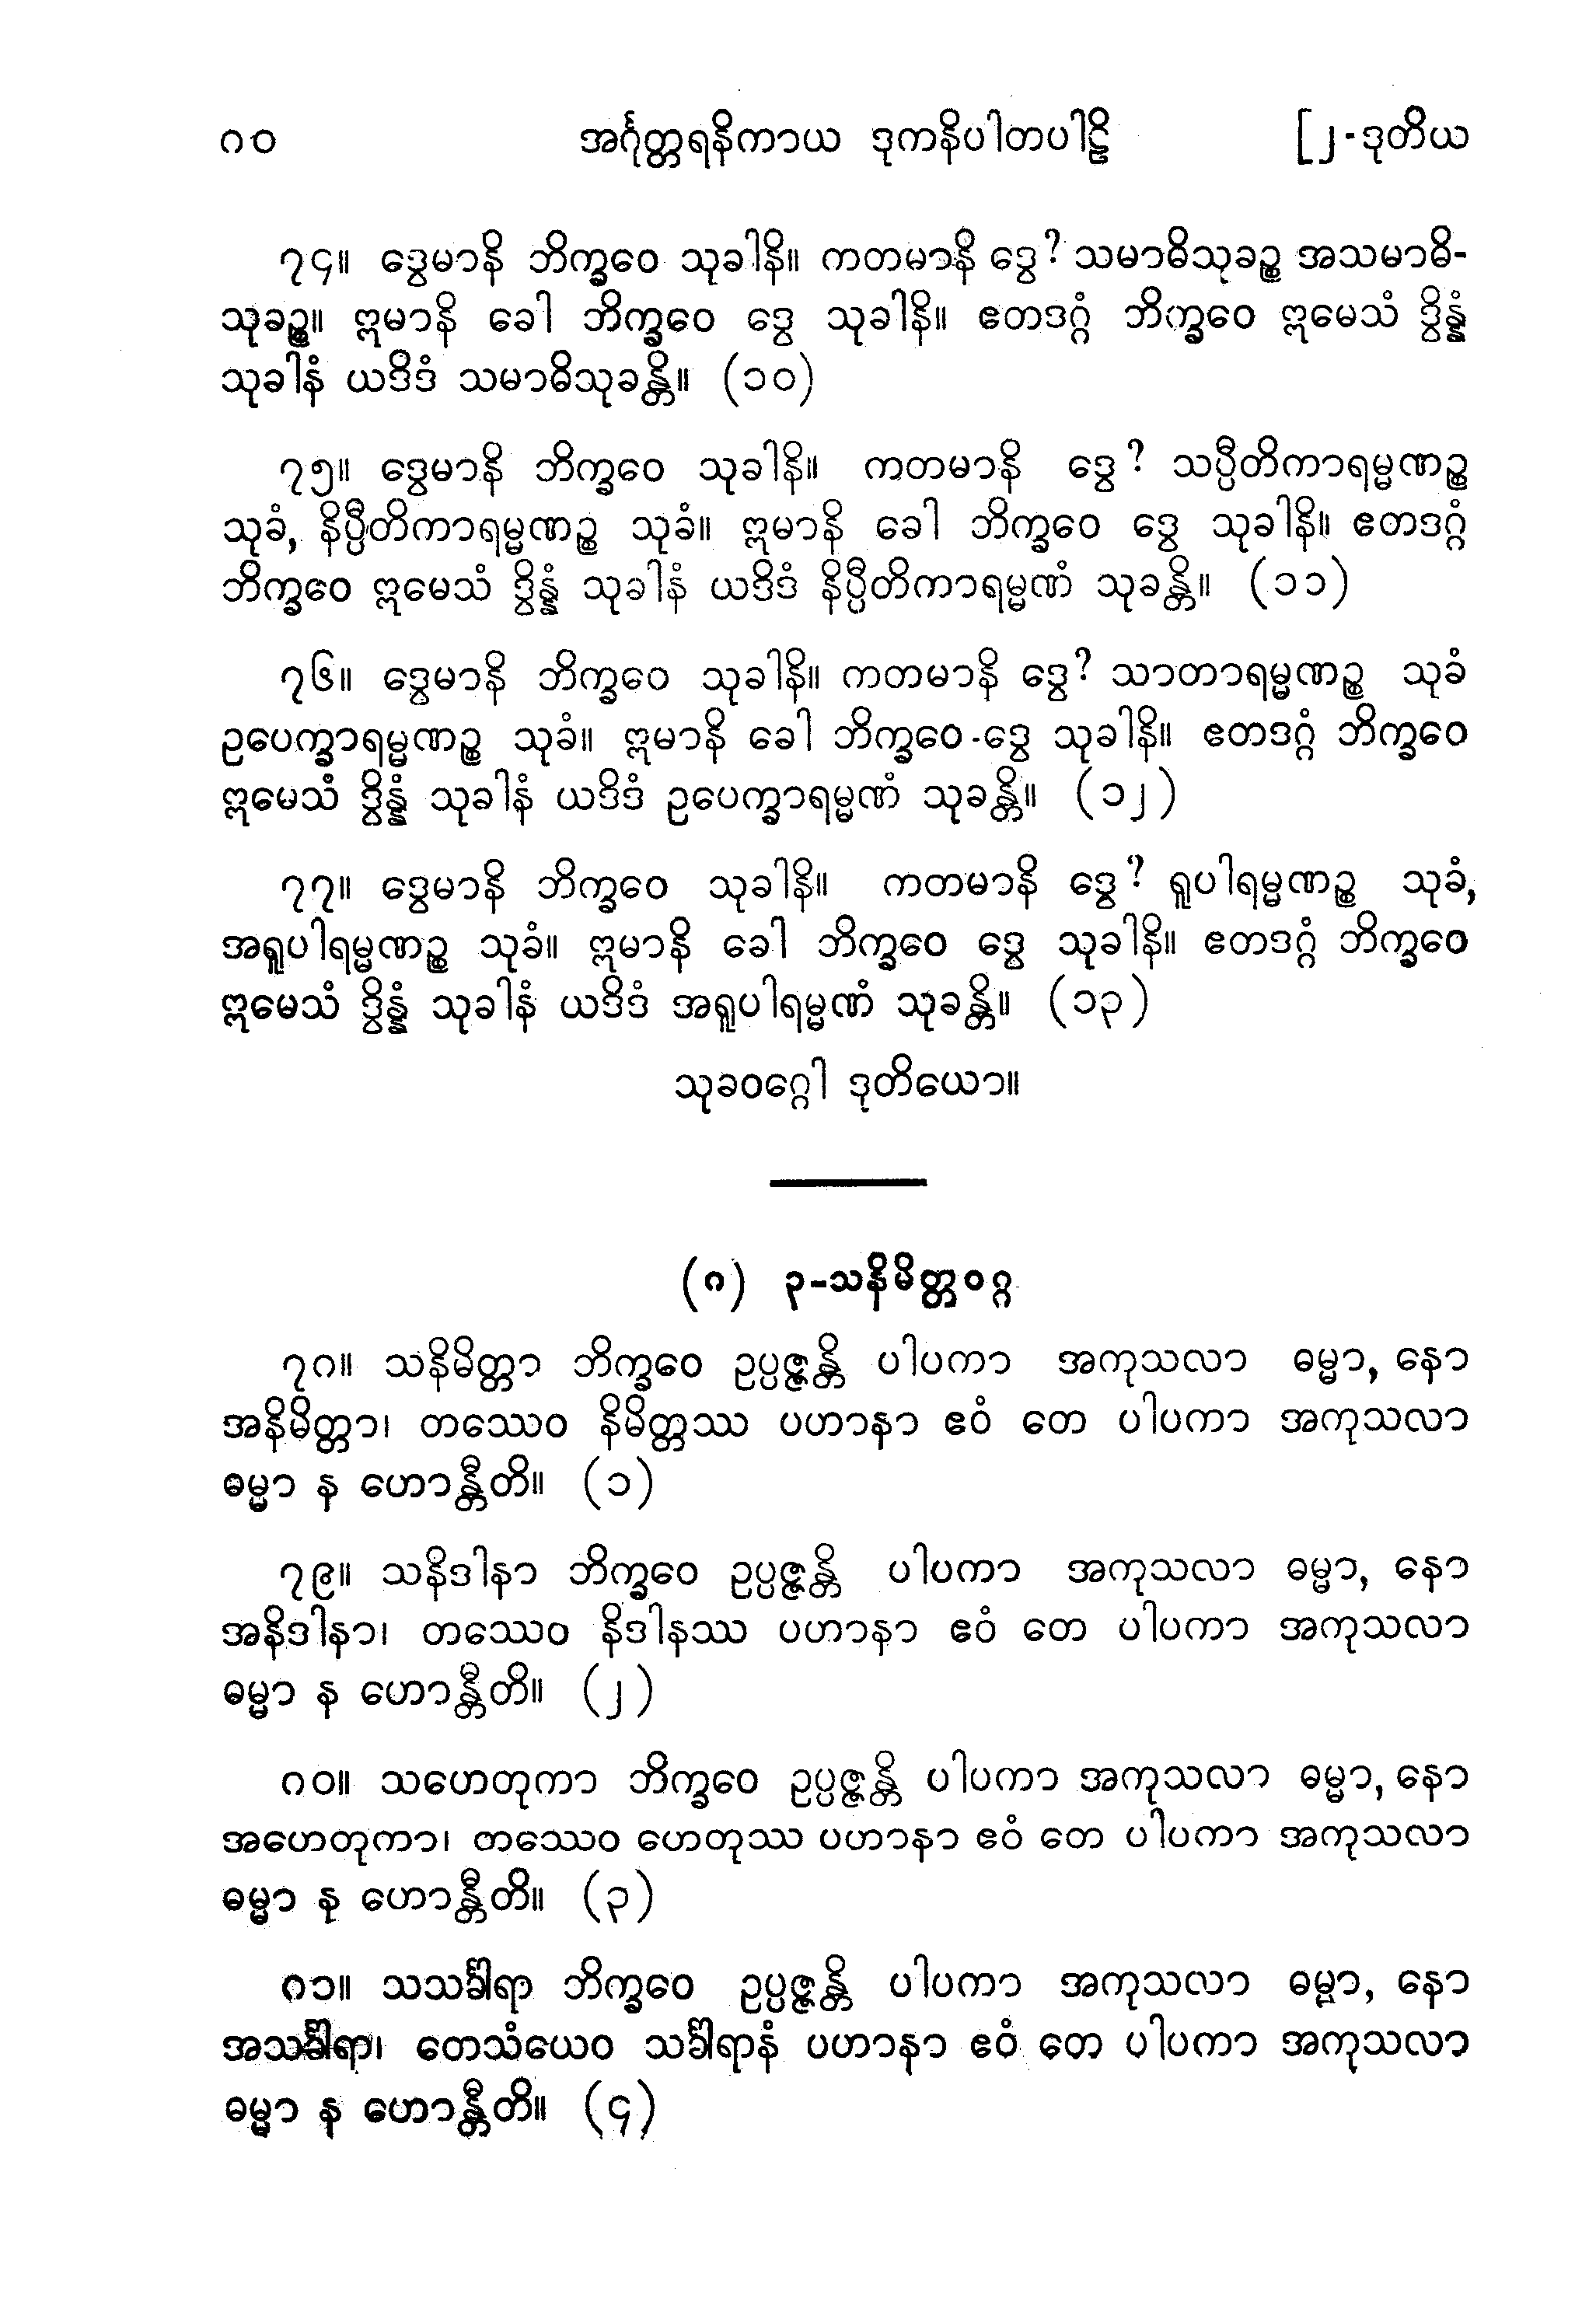 ၈၀ အင်္ဂုတ္တရနိကာယ ဒုကနိပါတပါဠိ [၂-ဒုတိယ
၇၄။ ဒွေမာနိ ဘိက္ခဝေ သုခါနိ။ ကတမာနိ ဒွေ? သမာဓိသုခဉ္စ အသမာဓိ-
သုခဉ္စ။ ဣမာနိ ခေါ ဘိက္ခဝေ ဒွေ သုခါနိ။ ဧတဒဂ္ဂံ ဘိက္ခဝေ ဣမေသံ ဒွိန္နံ
သုခါနံ ယဒိဒံ သမာဓိသုခန္တိ။ (၁၀)
၇၅။ ဒွေမာနိ ဘိက္ခဝေ သုခါနိ။ ကတမာနိ ဒွေ? သပ္ပီတိကာရမ္မဏဉ္စ
သုခံ, နိပ္ပီတိကာရမ္မဏဉ္စ သုခံ။ ဣမာနိ ခေါ ဘိက္ခဝေ ဒွေ သုခါနိ။ ဧတဒဂ္ဂံ
ဘိက္ခဝေ ဣမေသံ ဒွိန္နံ သုခါနံ ယဒိဒံ နိပ္ပီတိကာရမ္မဏံ သုခန္တိ။ (၁၁)
၇၆။ ဒွေမာနိ ဘိက္ခဝေ သုခါနိ။ ကတမာနိ ဒွေ? သာတာရမ္မဏဉ္စ သုခံ
ဥပေက္ခာရမ္မဏဉ္စ သုခံ။ ဣမာနိ ခေါ ဘိက္ခဝေ ဒွေ သုခါနိ။ ဧတဒဂ္ဂံ ဘိက္ခဝေ
ဣမေသံ ဒွိန္နံ သုခါနံ ယဒိဒံ ဥပေက္ခာရမ္မဏံ သုခန္တိ။ (၁၂)
၇၇။ ဒွေမာနိ ဘိက္ခဝေ သုခါနိ။ ကတမာနိ ဒွေ? ရူပါရမ္မဏဉ္စ သုခံ,
အရူပါရမ္မဏဉ္စ သုခံ။ ဣမာနိ ခေါ ဘိက္ခဝေ ဒွေ သုခါနိ။ ဧတဒဂ္ဂံ ဘိက္ခဝေ
ဣမေသံ ဒွိန္နံ သုခါနံ ယဒိဒံ အရူပါရမ္မဏံ သုခန္တိ။ (၁၃)
သုခဝဂ္ဂေါ ဒုတိယော။
(၈) ၃-သနိမိတ္တဝဂ္ဂ
၇၈။ သနိမိတ္တာ ဘိက္ခဝေ ဥပ္ပဇ္ဇန္တိ ပါပကာ အကုသလာ ဓမ္မာ, နော
အနိမိတ္တာ၊ တဿေဝ နိမိတ္တဿ ပဟာနာ ဧဝံ တေ ပါပကာ အကုသလာ
ဓမ္မာ န ဟောန္တီတိ။ (၁)
၇၉။ သနိဒါနာ ဘိက္ခဝေ ဥပ္ပဇ္ဇန္တိ ပါပကာ အကုသလာ ဓမ္မာ, နော
အနိဒါနာ၊ တဿေဝ နိဒါနဿ ပဟာနာ ဧဝံ တေ ပါပကာ အကုသလာ
ဓမ္မာ န ဟောန္တီတိ။ (၂)
၈၀။ သဟေတုကာ ဘိက္ခဝေ ဥပ္ပဇ္ဇန္တိ ပါပကာ အကုသလာ ဓမ္မာ, နော
အဟေတုကာ၊ တဿေဝ ဟေတုဿ ပဟာနာ ဧဝံ တေ ပါပကာ အကုသလာ
ဓမ္မာ န ဟောန္တီတိ။ (၃)
၈၁။ သသင်္ခါရာ ဘိက္ခဝေ ဥပ္ပဇ္ဇန္တိ ပါပကာ အကုသလာ ဓမ္မာ, နော
အသင်္ခါရာ၊ တေသံယေဝ သင်္ခါရာနံ ပဟာနာ ဧဝံ တေ ပါပကာ အကုသလာ
ဓမ္မာ န ဟောန္တီတိ။ (၄)